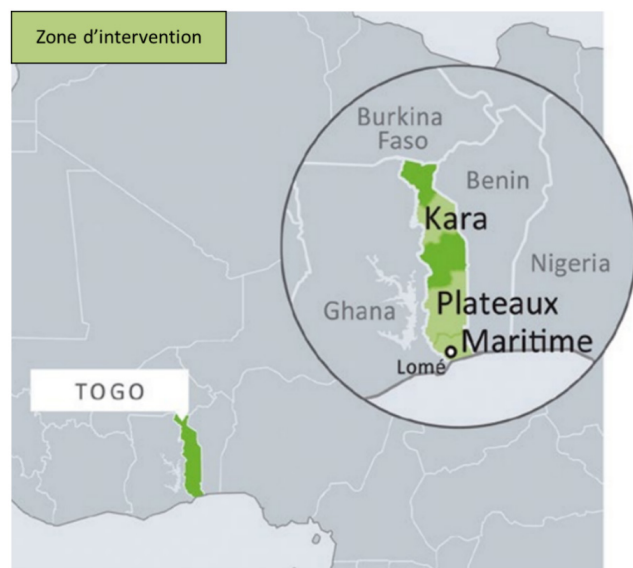 Zone d'intervention
Burkina
Faso
Benin
Kara
Nigeria
Ghana
Plateaux
Maritime
Lomé
TOGO